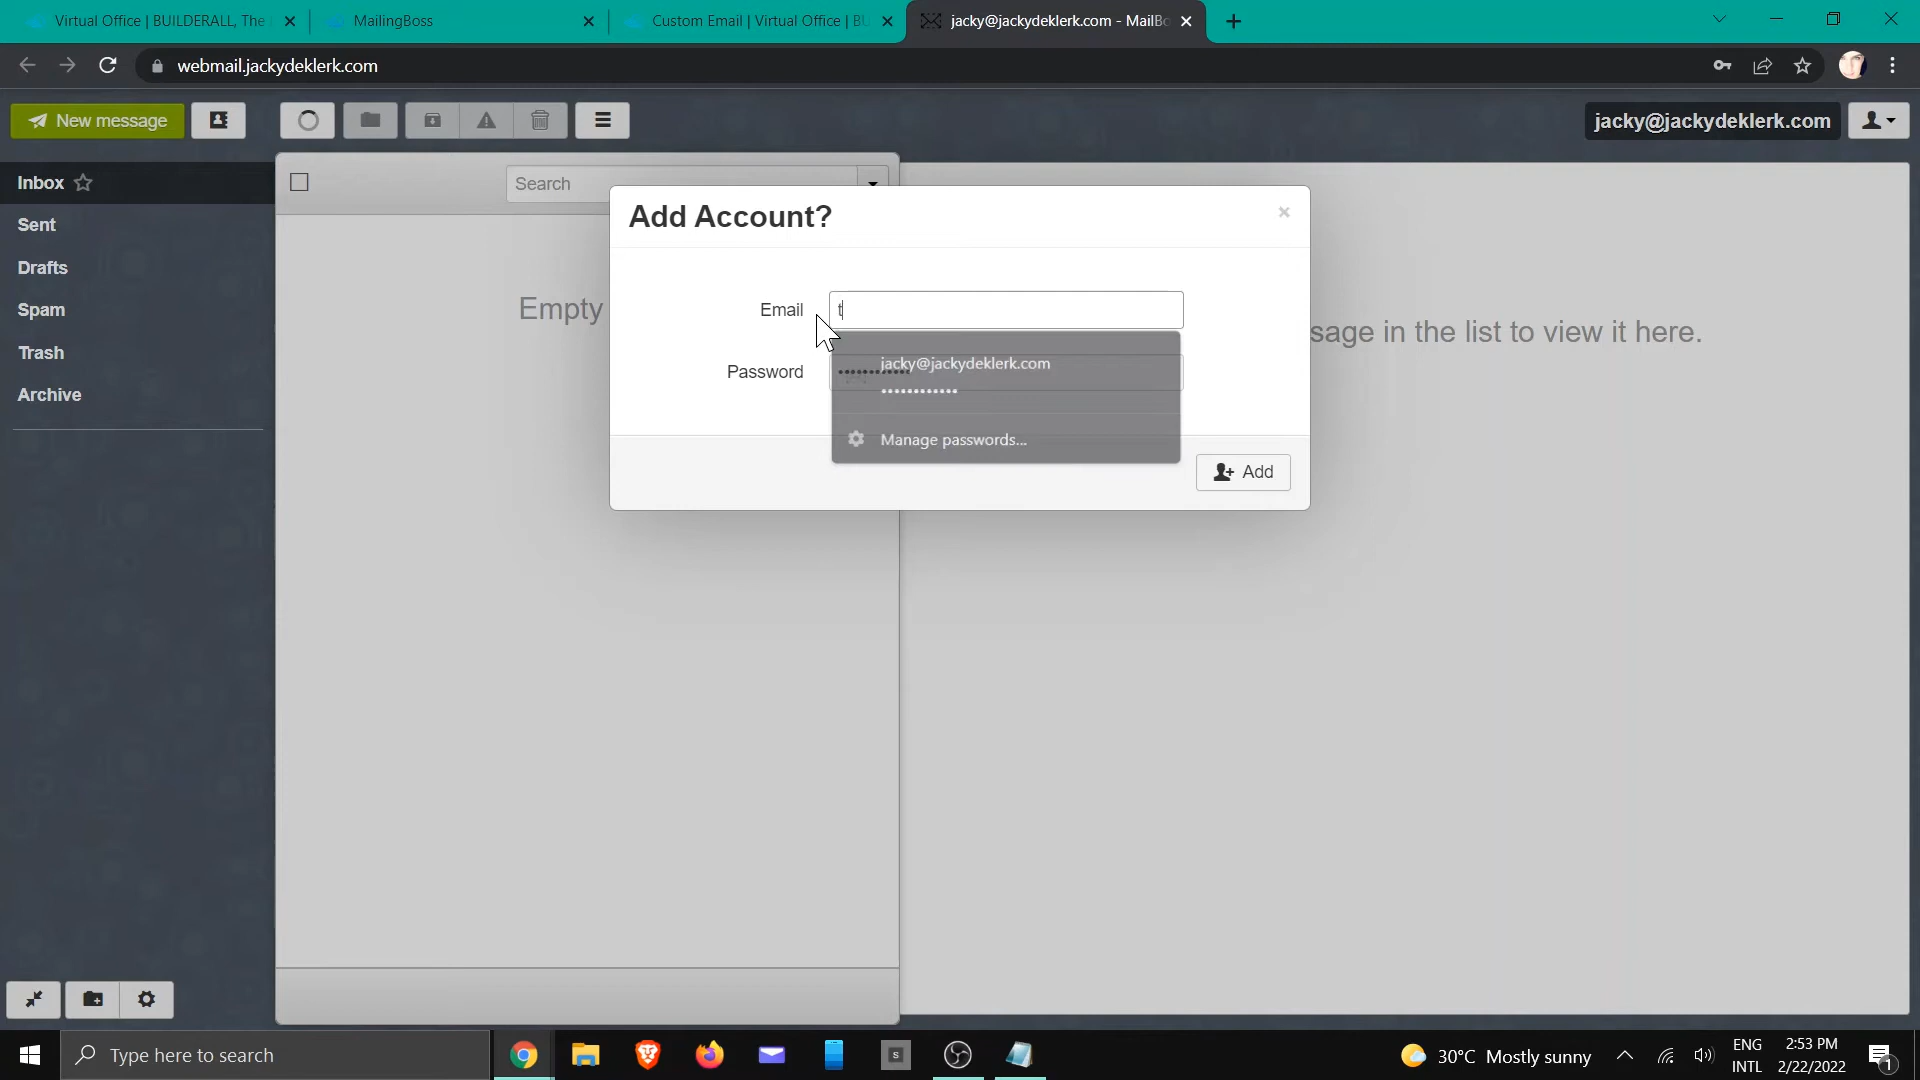 Virtual Office | BUILDERALL, The
MailingBoss
Custom Email | Virtual Office | BU
jacky@jackydeklerk.com - MailBo
webmail.jackydeklerk.com
New message
jacky@jackydeklerk.com
Inbox
Sent
Drafts
Spam
Trash
Archive
Search
Empty
sage in the list to view it here.
Add Account?
Email
t
Password
jacky@jackydeklerk.com
Manage passwords...
Add
Type here to search
30°C Mostly sunny
ENG
INTL
2:53 PM
2/22/2022
1